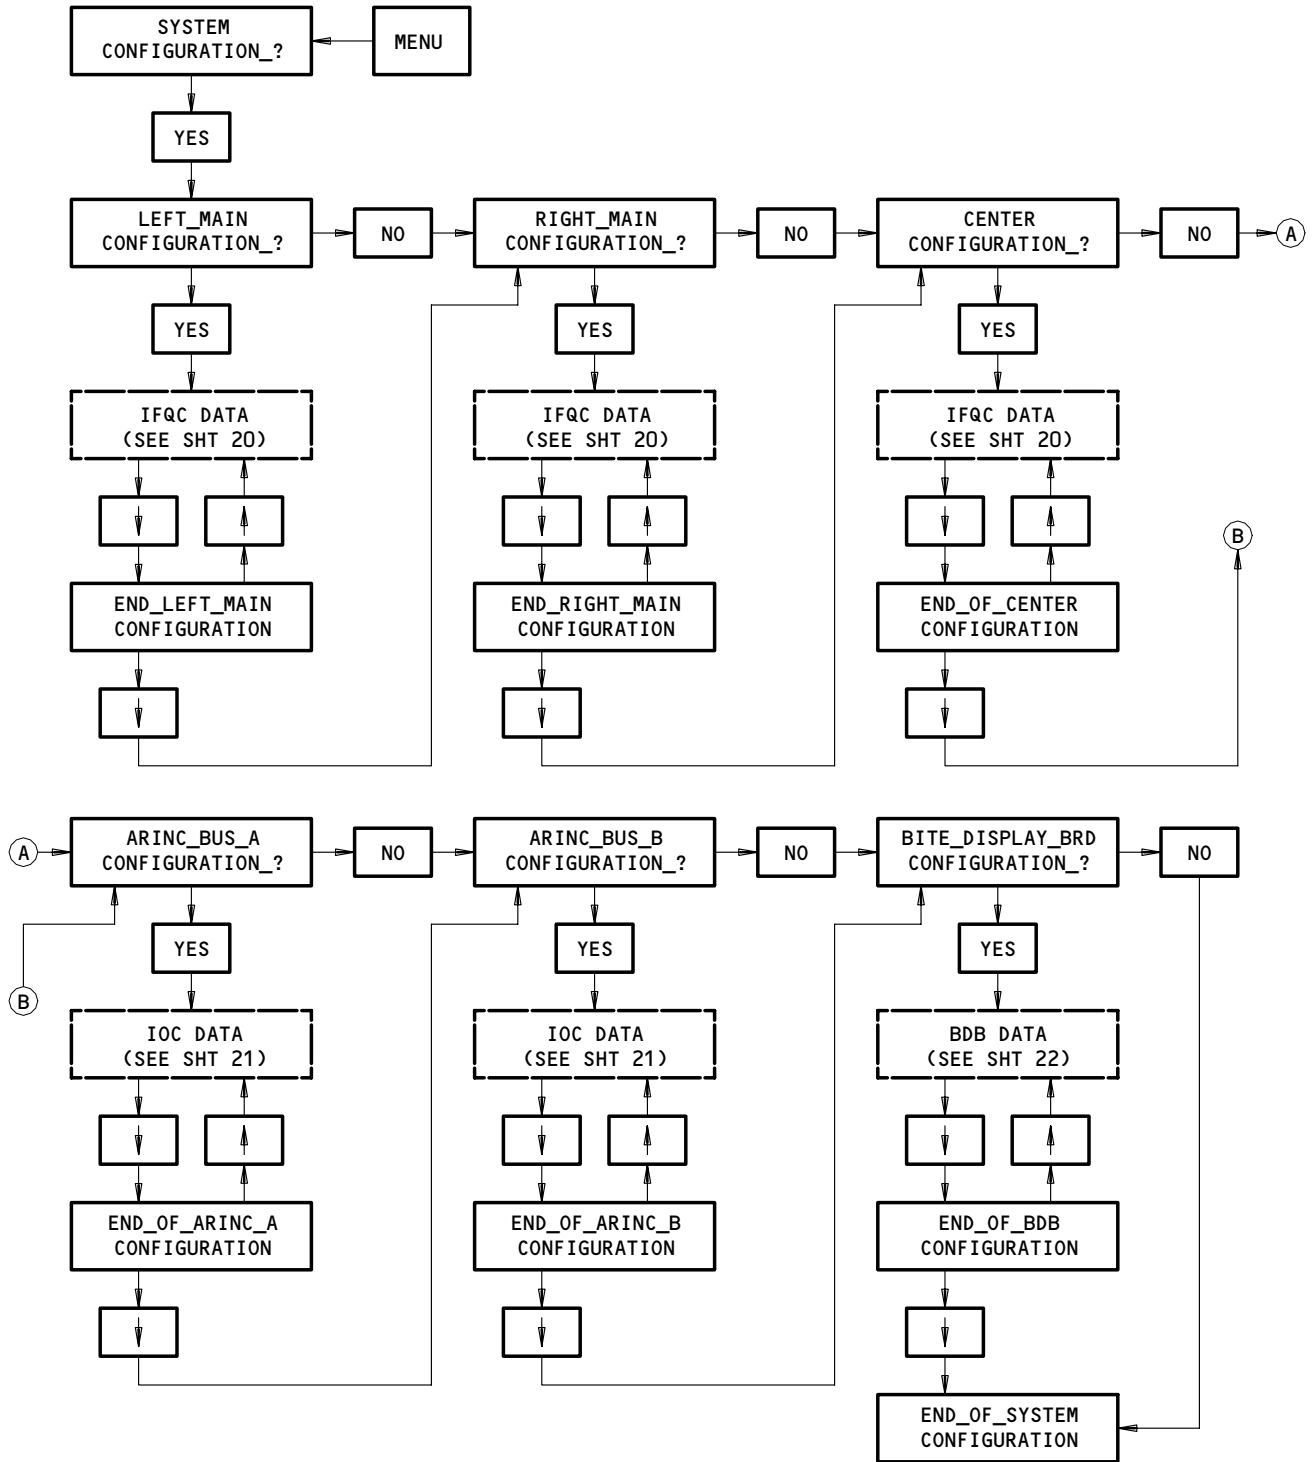 SYSTEM
CONFIGURATION_?
MENU
YES
LEFT_MAIN
CONFIGURATION_?
NO
RIGHT_MAIN
CONFIGURATION_?
NO
CENTER
CONFIGURATION_?
NO
A
YES
YES
YES
IFQC DATA
(SEE SHT 20)
IFQC DATA
(SEE SHT 20)
IFQC DATA
(SEE SHT 20)
B
END_LEFT_MAIN
CONFIGURATION
END_RIGHT_MAIN
CONFIGURATION
END_OF_CENTER
CONFIGURATION
A
ARINC_BUS_A
CONFIGURATION_?
NO
ARINC_BUS_B
CONFIGURATION_?
NO
BITE_DISPLAY_BRD
CONFIGURATION_?
NO
YES
YES
YES
B
IOC DATA
(SEE SHT 21)
IOC DATA
(SEE SHT 21)
BDB DATA
(SEE SHT 22)
END_OF_ARINC_A
CONFIGURATION
END_OF_ARINC_B
CONFIGURATION
END_OF_BDB
CONFIGURATION
END_OF_SYSTEM
CONFIGURATION